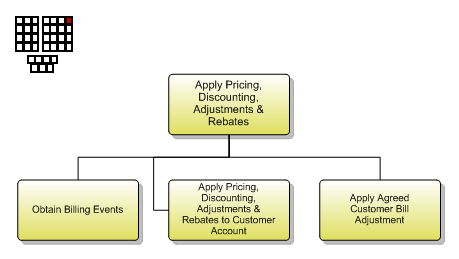 Apply Pricing,
Discounting,
Adjustments &
Rebates
Obtain Billing Events
Apply Pricing,
Discounting,
Adjustments &
Rebates to Customer
Account
Apply Agreed
Customer Bill
Adjustment